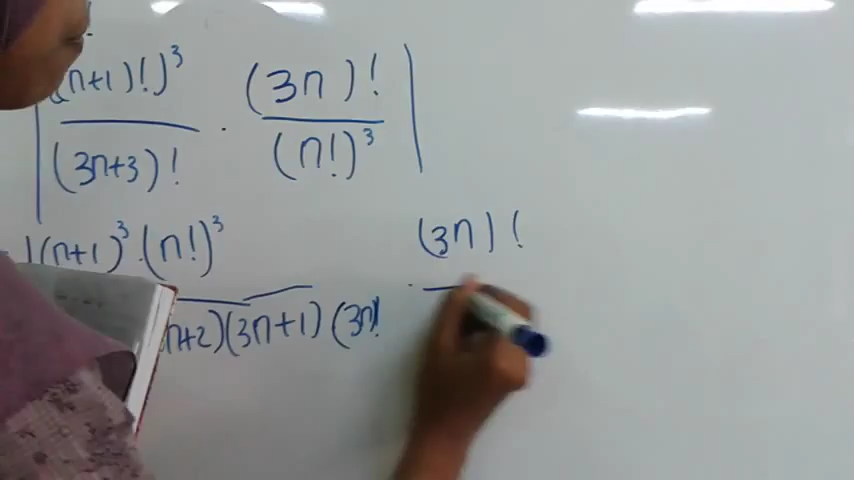 (n+1)!)³ / (3n+3)! · (3n)! / (n!)³ |
|(n+1)³·(n!)³ · (3n)!
n+2)(3n+1)(3n!